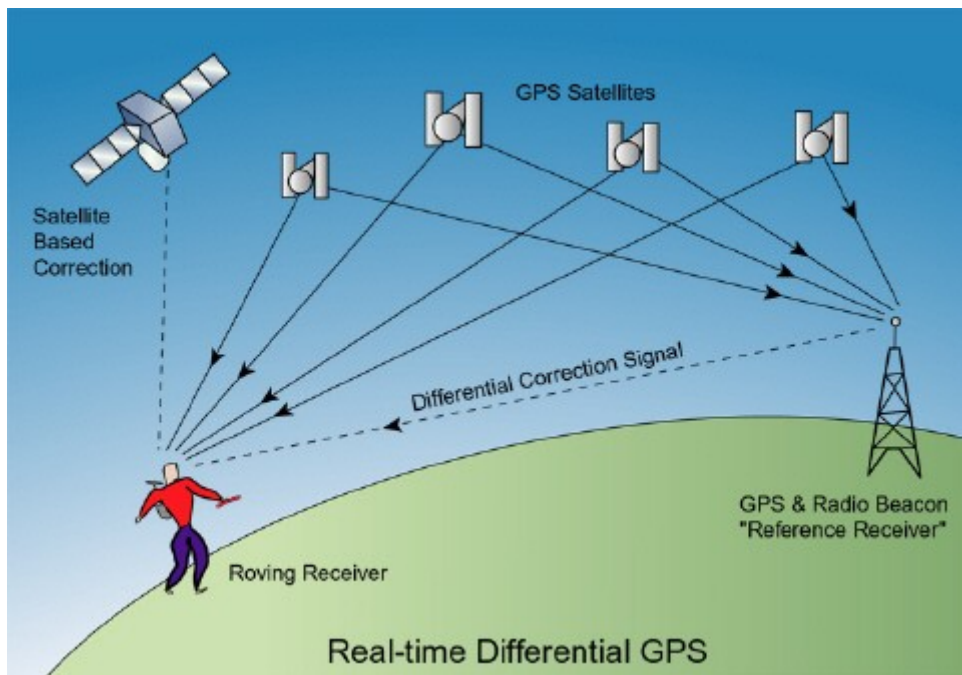 GPS Satellites
Satellite
Based
Correction
Differential Correction Signal
GPS & Radio Beacon
"Reference Receiver"
Roving Receiver
Real-time Differential GPS